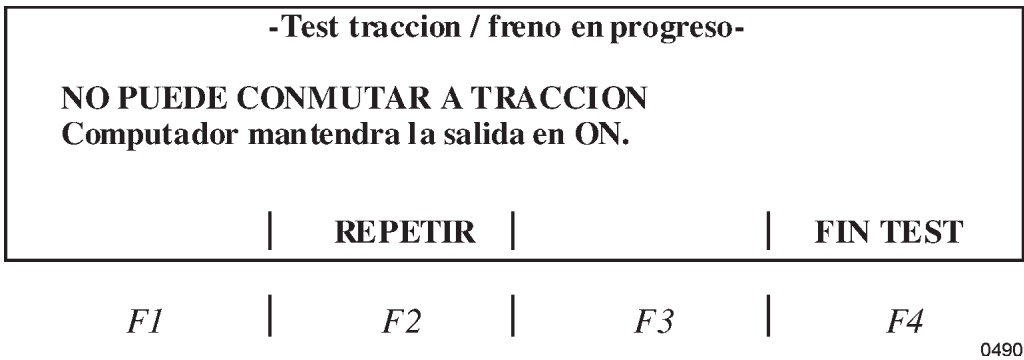 -Test traccion / freno en progreso-
NO PUEDE CONMUTAR A TRACCION
Computador mantendra la salida en ON.
| REPETIR | | FIN TEST
F1 | F2 | F3 | F4
0490